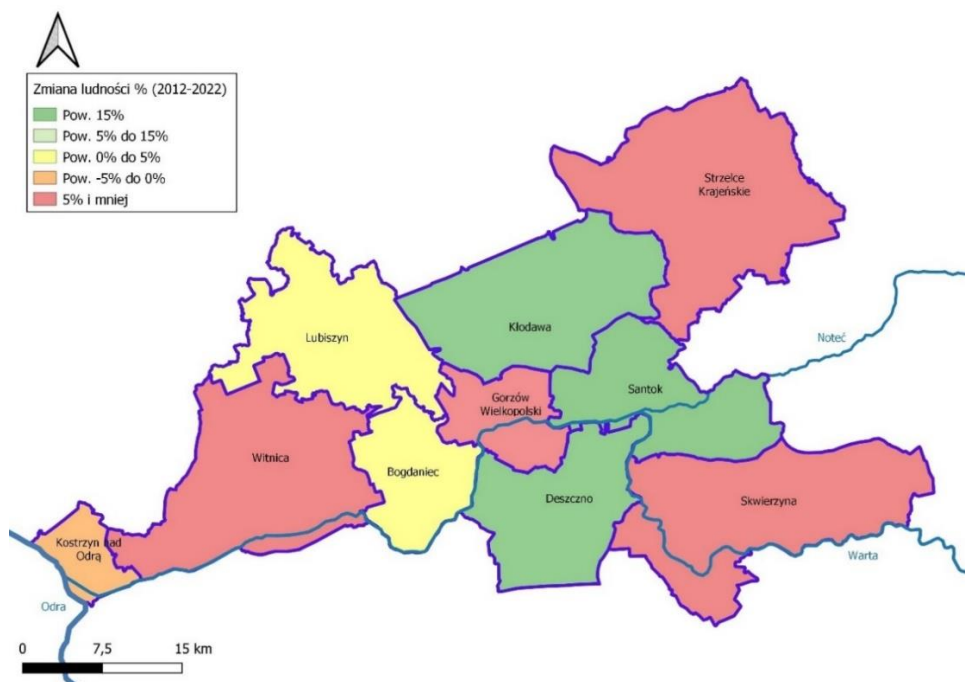 Zmiana ludności % (2012-2022)
Pow. 15%
Pow. 5% do 15%
Pow. 0% do 5%
Pow. -5% do 0%
5% i mniej
Strzelce
Krajeńskie
Kłodawa
Noteć
Lubiszyn
Santok
Gorzów
Wielkopolski
Witnica
Bogdaniec
Deszczno
Skwierzyna
Kostrzyn nad
Odrą
Warta
Odra
0 7,5 15 km